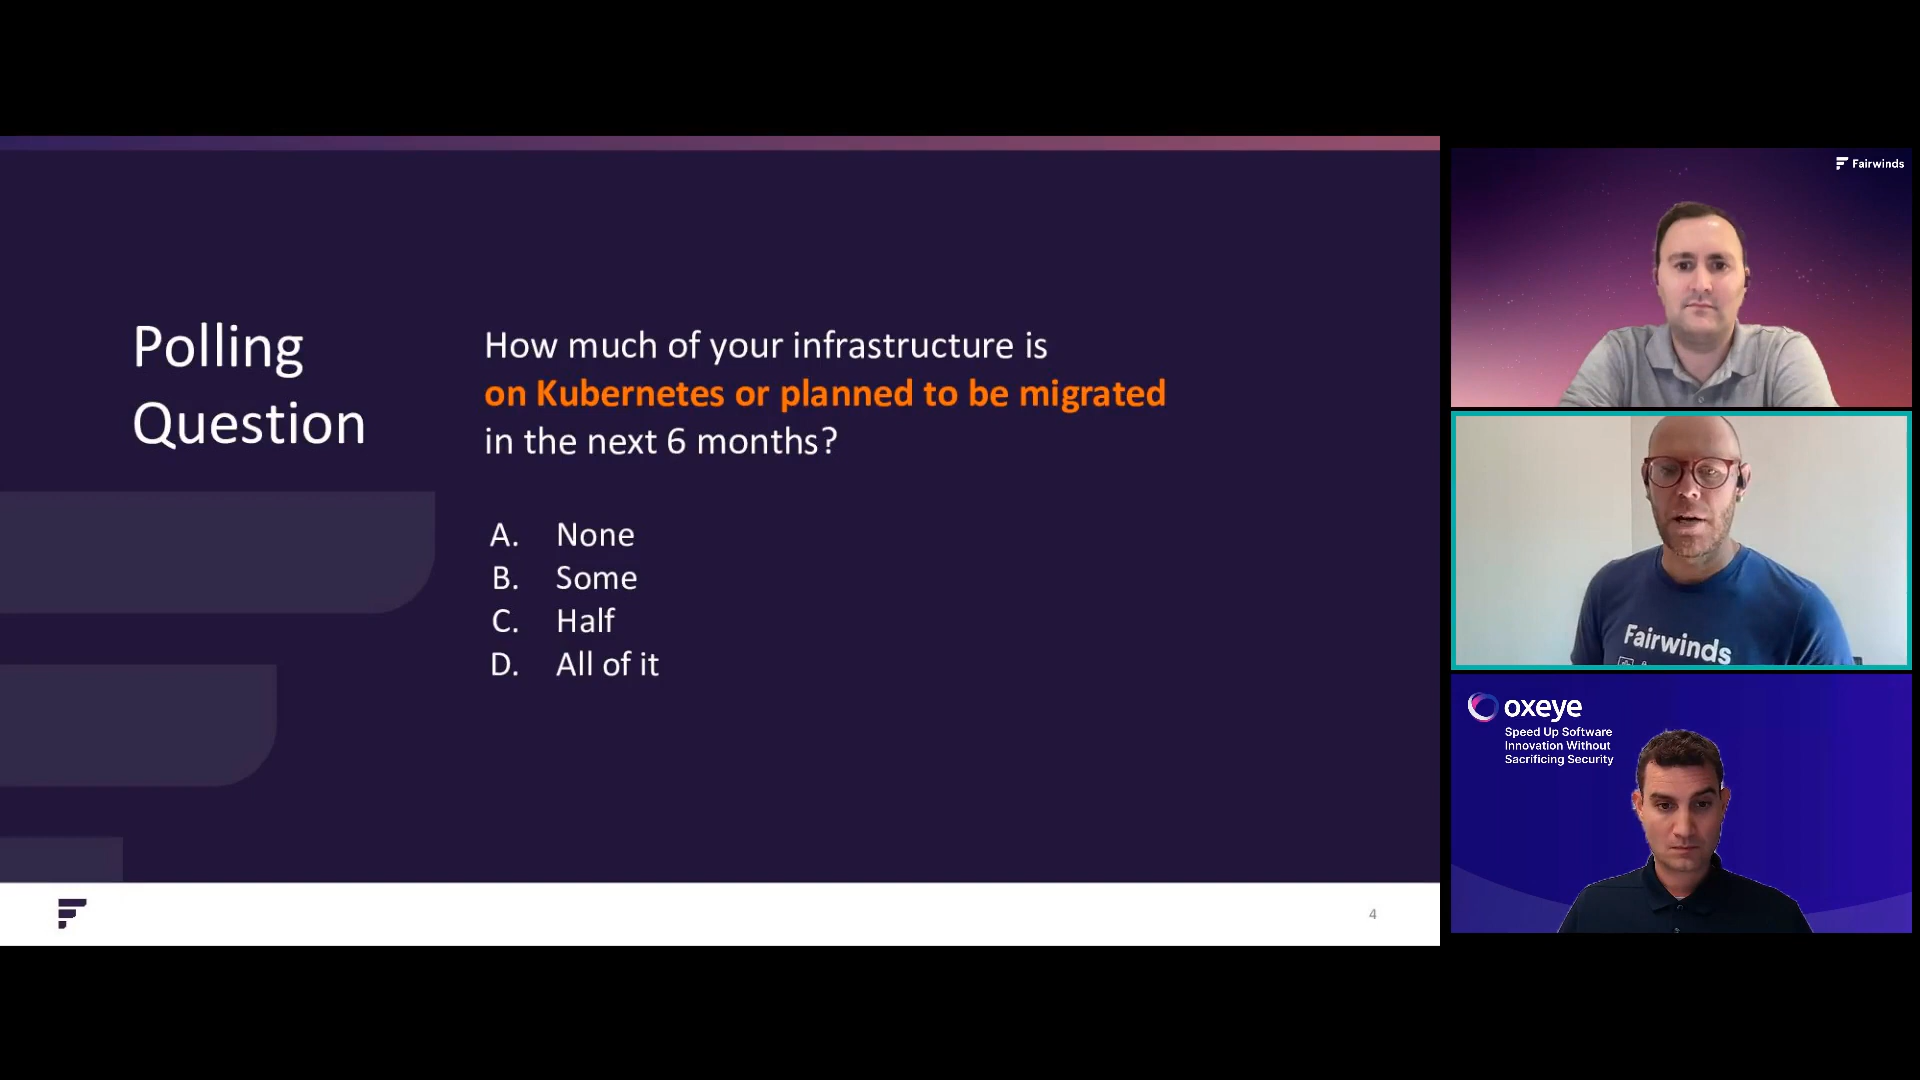 Polling
Question
How much of your infrastructure is
on Kubernetes or planned to be migrated
in the next 6 months?
A. None
B. Some
C. Half
D. All of it
4
Fairwinds
Fairwinds
oxeye
Speed Up Software
Innovation Without
Sacrificing Security